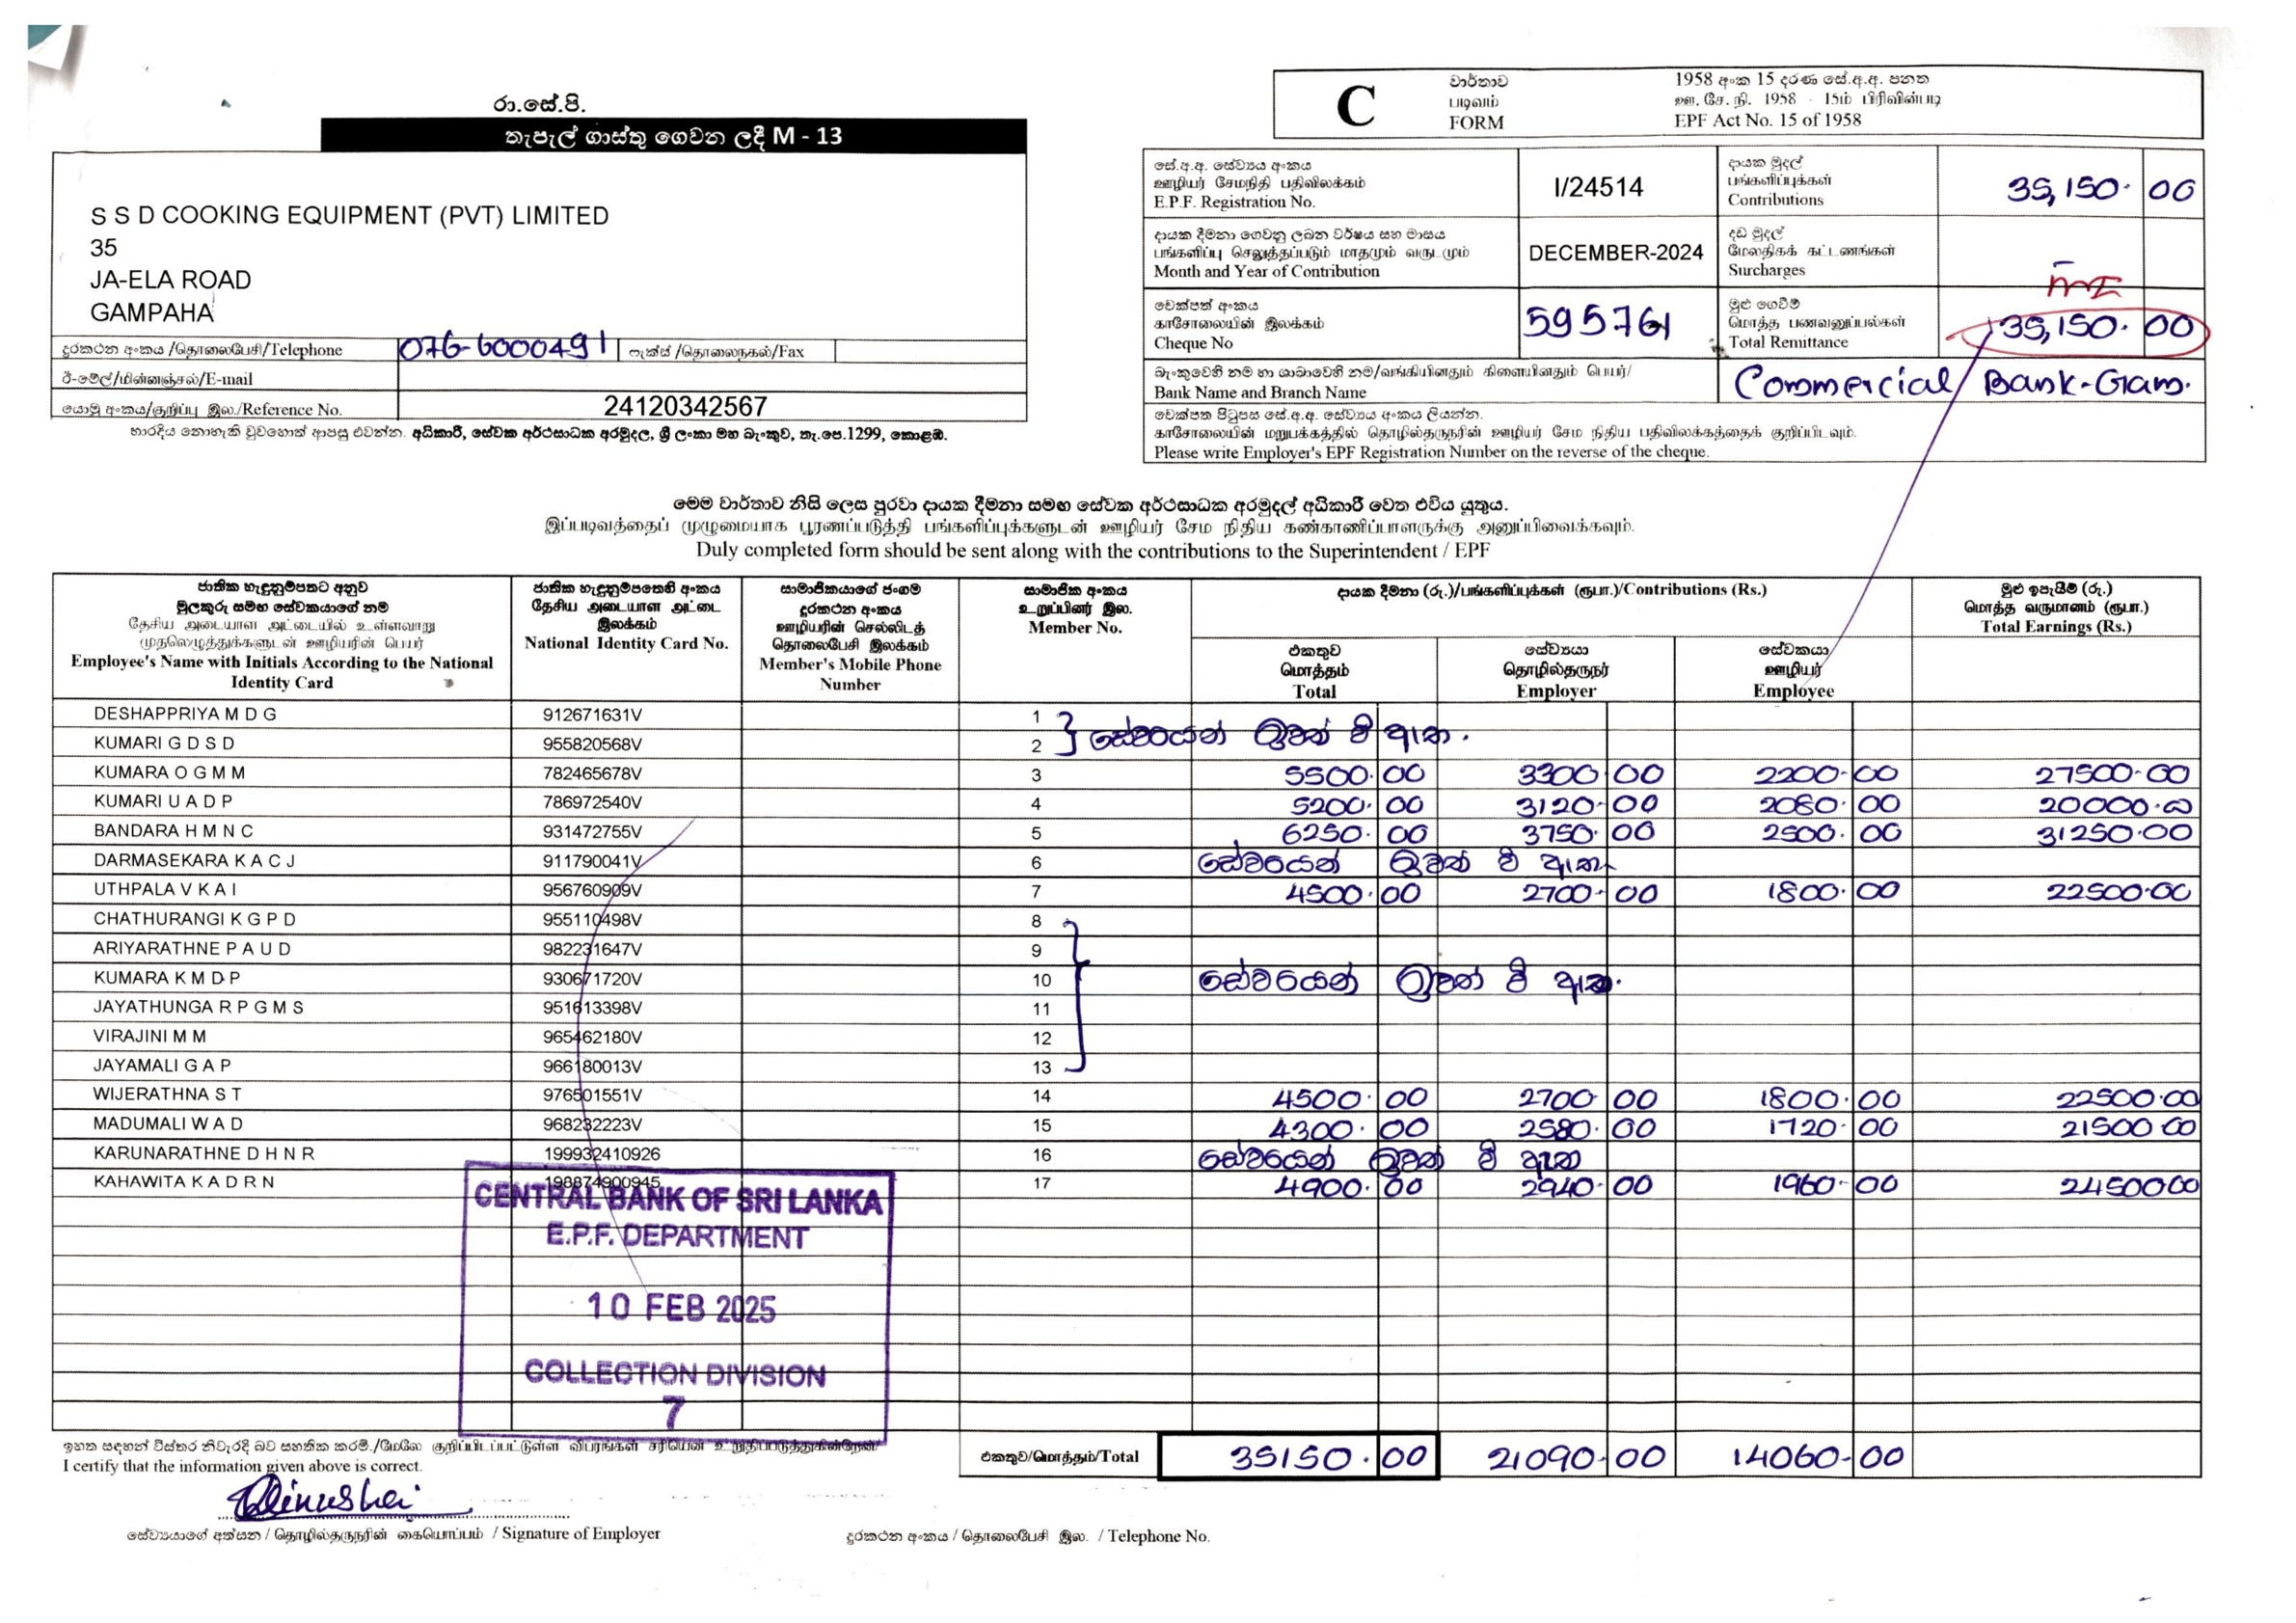 රා.සේ.පි.
තැපැල් ගාස්තු ගෙවන ලදී M - 13
S S D COOKING EQUIPMENT (PVT) LIMITED
35
JA-ELA ROAD
GAMPAHA
දුරකථන අංකය /தொலைபேசி/Telephone 076-6000491 ෆැක්ස් /தொலைநகல்/Fax
ඊ-මේල්/மின்னஞ்சல்/E-mail
යොමු අංකය/குறிப்பு இல./Reference No. 24120342567
භාරදිය නොහැකි වුවහොත් ආපසු එවන්න. අධිකාරී, සේවක අර්ථසාධක අරමුදල, ශ්‍රී ලංකා මහ බැංකුව, තැ.පෙ.1299, කොළඹ.
C
වාර්තාව
படிவம்
FORM
1958 අංක 15 දරණ සේ.අ.අ. පනත
ஊ. சே. நி. 1958 - 15ம் பிரிவின்படி
EPF Act No. 15 of 1958
සේ.අ.අ. සේව්‍ය අංකය
ஊழியர் சேமநிதி பதிவிலக்கம்
E.P.F. Registration No.
I/24514
දායක මුදල්
பங்களிப்புக்கள்
Contributions
35,150. 00
දායක දීමනා ගෙවනු ලබන වර්ෂය සහ මාසය
பங்களிப்பு செலுத்தப்படும் மாதமும் வருடமும்
Month and Year of Contribution
DECEMBER-2024
දඩ මුදල්
மேலதிகக் கட்டணங்கள்
Surcharges
-
චෙක්පත් අංකය
காசோலையின் இலக்கம்
Cheque No
595761
මුළු ගෙවීම්
மொத்த பணவனுப்பல்கள்
Total Remittance
35,150. 00
බැංකුවෙහි නම හා ශාඛාවෙහි නම/வங்கியினதும் கிளையினதும் பெயர்/
Bank Name and Branch Name
Commercial Bank-Gam.
චෙක්පත පිටුපස සේ.අ.අ. සේව්‍ය අංකය ලියන්න.
காசோலையின் மறுபக்கத்தில் தொழில்தருநரின் ஊழியர் சேம நிதிய பதிவிலக்கத்தைக் குறிப்பிடவும்.
Please write Employer's EPF Registration Number on the reverse of the cheque.
මෙම වාර්තාව නිසි ලෙස පුරවා දායක දීමනා සමඟ සේවක අර්ථසාධක අරමුදල් අධිකාරී වෙත එවිය යුතුය.
இப்படிவத்தைப் முழுமையாக பூரணப்படுத்தி பங்களிப்புக்களுடன் ஊழியர் சேம நிதிய கண்காணிப்பாளருக்கு அனுப்பிவைக்கவும்.
Duly completed form should be sent along with the contributions to the Superintendent / EPF
ජාතික හැඳුනුම්පතට අනුව
මුලකුරු සමඟ සේවකයාගේ නම
தேசிய அடையாள அட்டையில் உள்ளவாறு
முதலெழுத்துக்களுடன் ஊழியரின் பெயர்
Employee's Name with Initials According to the National
Identity Card
ජාතික හැඳුනුම්පතෙහි අංකය
தேசிய அடையாள அட்டை
இலக்கம்
National Identity Card No.
සාමාජිකයාගේ ජංගම
දුරකථන අංකය
ஊழியரின் செல்லிடத்
தொலைபேசி இலக்கம்
Member's Mobile Phone
Number
සාමාජික අංකය
உறுப்பினர் இல.
Member No.
දායක දීමනා (රු.)/பங்களிப்புக்கள் (ரூபா.)/Contributions (Rs.)
එකතුව
மொத்தம்
Total
සේව්‍යයා
தொழில்தருநர்
Employer
සේවකයා
ஊழியர்
Employee
මුළු ඉපැයීම් (රු.)
மொத்த வருமானம் (ரூபா.)
Total Earnings (Rs.)
DESHAPPRIYA M D G 912671631V 1
සේවයෙන් ඉවත් වී ඇත.
KUMARI G D S D 955820568V 2
KUMARA O G M M 782465678V 3 5500.00 3300 00 2200-00 27500-00
KUMARI U A D P 786972540V 4 5200. 00 3120.00 2080. 00 20000.00
BANDARA H M N C 931472755V 5 6250. 00 3750. 00 2500. 00 31250.00
DARMASEKARA K A C J 911790041V 6 සේවයෙන් ඉවත් වී ඇත
UTHPALA V K A I 956760909V 7 4500.00 2700-00 1800.00 22500.00
CHATHURANGI K G P D 955110498V 8
ARIYARATHNE P A U D 982231647V 9
KUMARA K M D P 930671720V 10 සේවයෙන් ඉවත් වී ඇත.
JAYATHUNGA R P G M S 951613398V 11
VIRAJINI M M 965462180V 12
JAYAMALI G A P 966180013V 13
WIJERATHNA S T 976501551V 14 4500. 00 2700 00 1800.00 22500.00
MADUMALI W A D 968232223V 15 4300. 00 2580. 00 1720. 00 21500 00
KARUNARATHNE D H N R 199932410926 16 සේවයෙන් ඉවත් වී ඇත
KAHAWITA K A D R N 198874900945 17 4900. 00 2940.00 1960-00 2450000
CENTRAL BANK OF SRI LANKA
E.P.F. DEPARTMENT
10 FEB 2025
COLLECTION DIVISION
7
ඉහත සඳහන් විස්තර නිවැරදි බව සහතික කරමි./மேலே குறிப்பிடப்பட்டுள்ள விபரங்கள் சரியென உறுதிப்படுத்துகின்றேன்/
I certify that the information given above is correct.
එකතුව/மொத்தம்/Total 35150.00 21090.00 14060-00
සේව්‍යයාගේ අත්සන / தொழில்தருநரின் கையொப்பம் / Signature of Employer
දුරකථන අංකය / தொலைபேசி இல. / Telephone No.